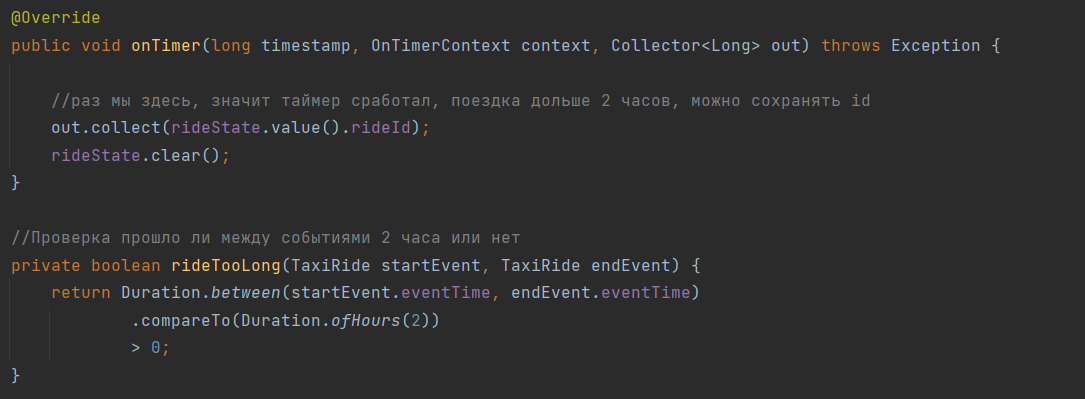 @Override
public void onTimer(long timestamp, OnTimerContext context, Collector<Long> out) throws Exception {
//раз мы здесь, значит таймер сработал, поездка дольше 2 часов, можно сохранять id
out.collect(rideState.value().rideId);
rideState.clear();
}
//Проверка прошло ли между событиями 2 часа или нет
private boolean rideTooLong(TaxiRide startEvent, TaxiRide endEvent) {
return Duration.between(startEvent.eventTime, endEvent.eventTime)
.compareTo(Duration.ofHours(2))
> 0;
}